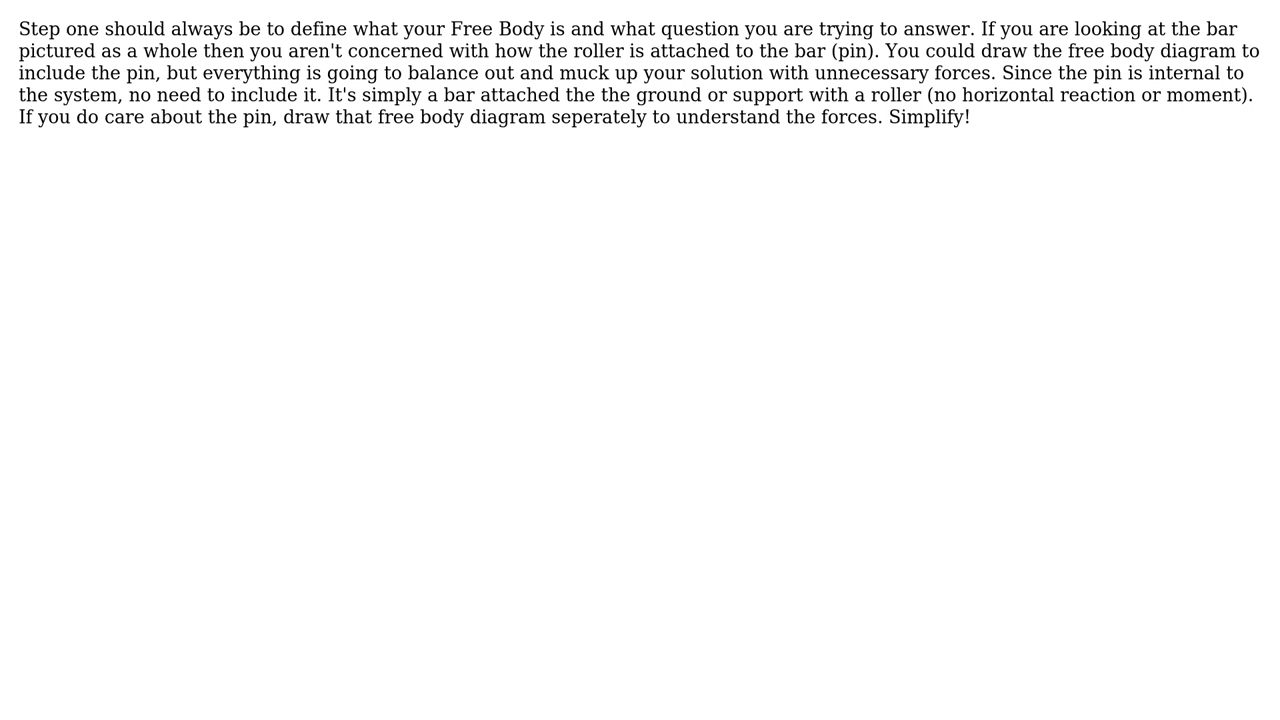 Step one should always be to define what your Free Body is and what question you are trying to answer. If you are looking at the bar
pictured as a whole then you aren't concerned with how the roller is attached to the bar (pin). You could draw the free body diagram to
include the pin, but everything is going to balance out and muck up your solution with unnecessary forces. Since the pin is internal to
the system, no need to include it. It's simply a bar attached the the ground or support with a roller (no horizontal reaction or moment).
If you do care about the pin, draw that free body diagram seperately to understand the forces. Simplify!